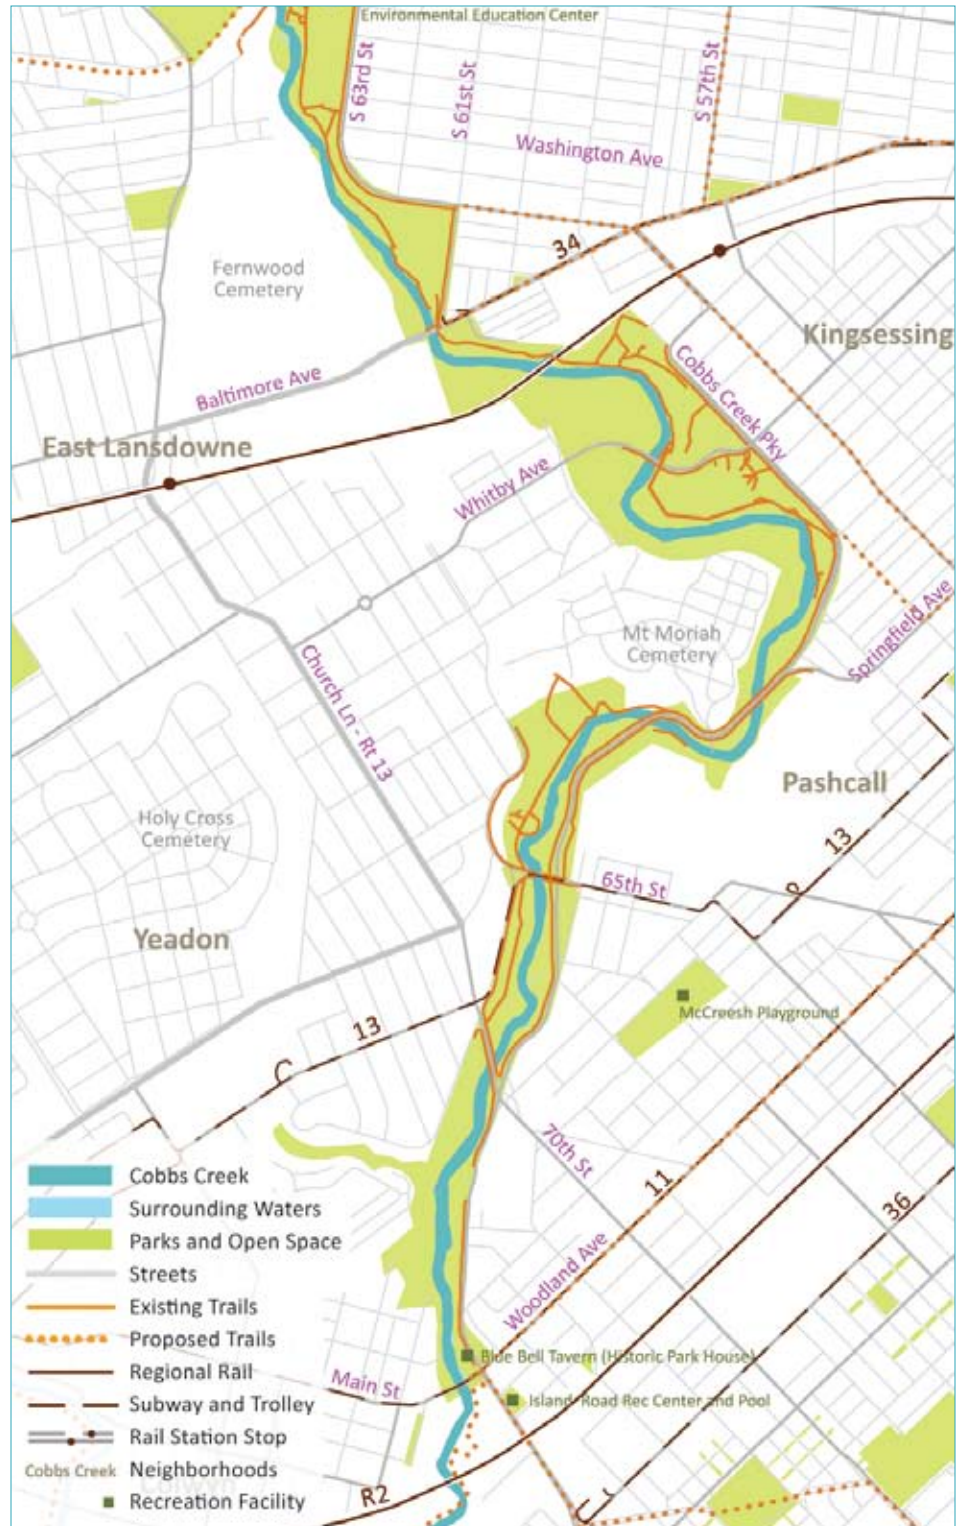 Environmental Education Center
S 63rd St
S 61st St
S 57th St
Washington Ave
34
Fernwood
Cemetery
Kingsessing
Cobbs Creek Pky
Baltimore Ave
East Lansdowne
Whitby Ave
Springfield Ave
Mt Moriah
Cemetery
Church Ln - Rt 13
Pashcall
Holy Cross
Cemetery
13
65th St
Yeadon
McCreesh Playground
13
70th St
11
36
Woodland Ave
Blue Bell Tavern (Historic Park House)
Main St
Island Road Rec Center and Pool
R2
Cobbs Creek
Surrounding Waters
Parks and Open Space
Streets
Existing Trails
Proposed Trails
Regional Rail
Subway and Trolley
Rail Station Stop
Cobbs Creek Neighborhoods
Colwyn
Recreation Facility